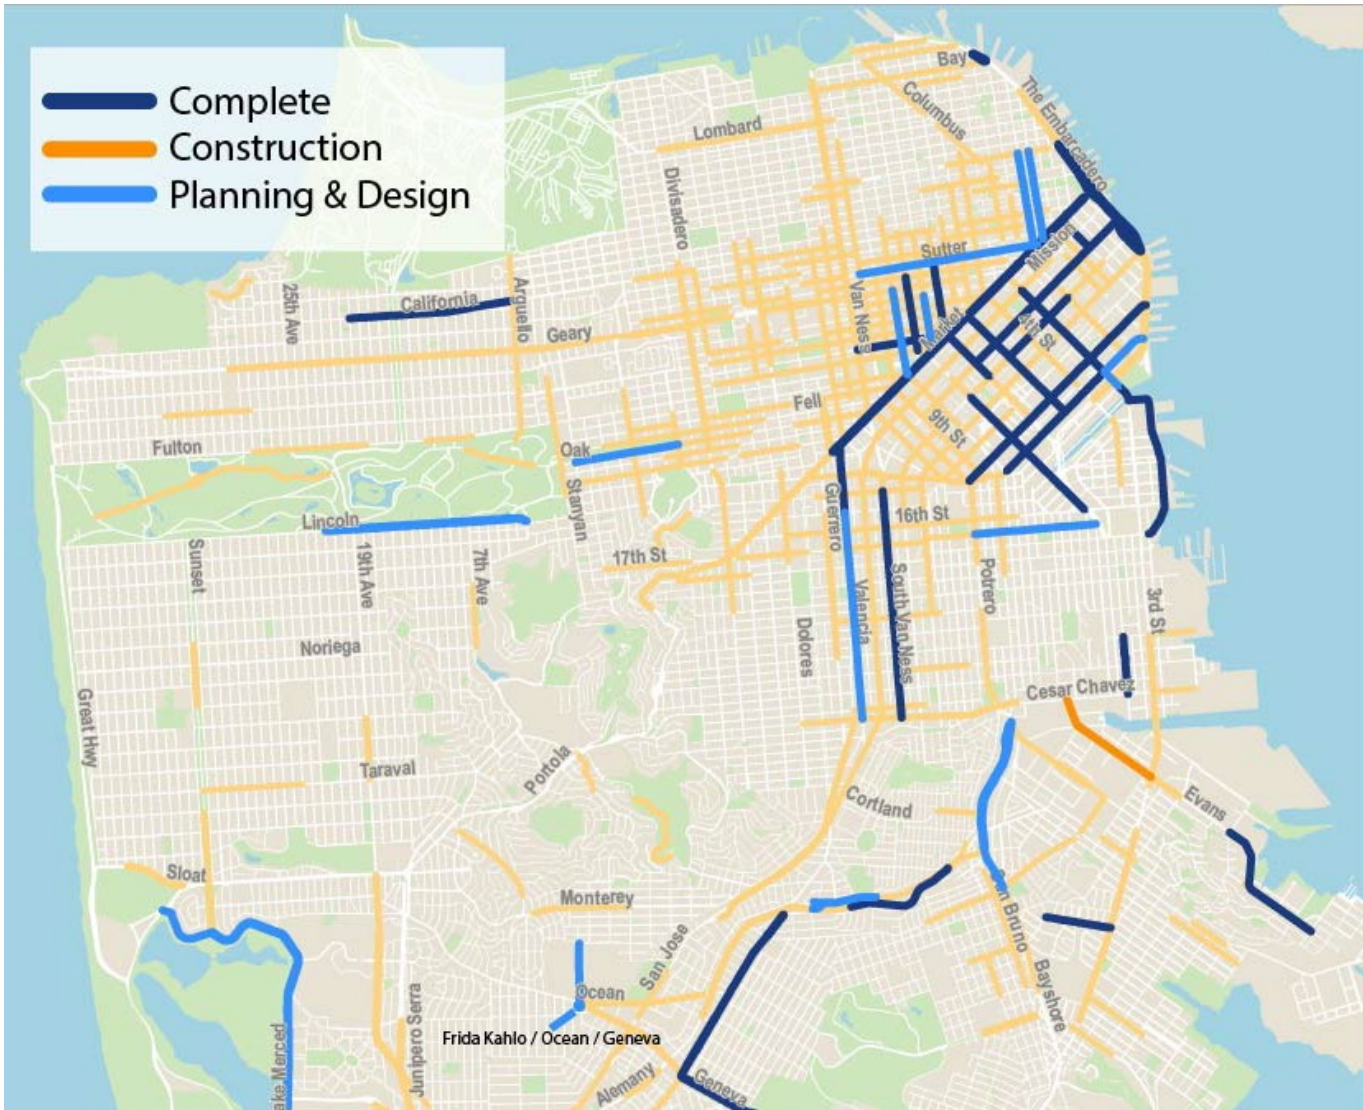 Complete
Construction
Planning & Design
Bay
The Embarcadero
Columbus
Lombard
Divisadero
Sutter
Mission
25th Ave
California
Arguello
Van Ness
Market
4th St
Geary
Fell
9th St
Fulton
Oak
Stanyan
Guerrero
16th St
Lincoln
17th St
Sunset
19th Ave
7th Ave
Potrero
3rd St
Valencia
South Van Ness
Dolores
Noriega
Cesar Chavez
Great Hwy
Portola
Taraval
Cortland
Evans
Sloat
Monterey
San Bruno
San Jose
Bayshore
Ocean
Junipero Serra
Frida Kahlo / Ocean / Geneva
Lake Merced
Alemany
Geneva